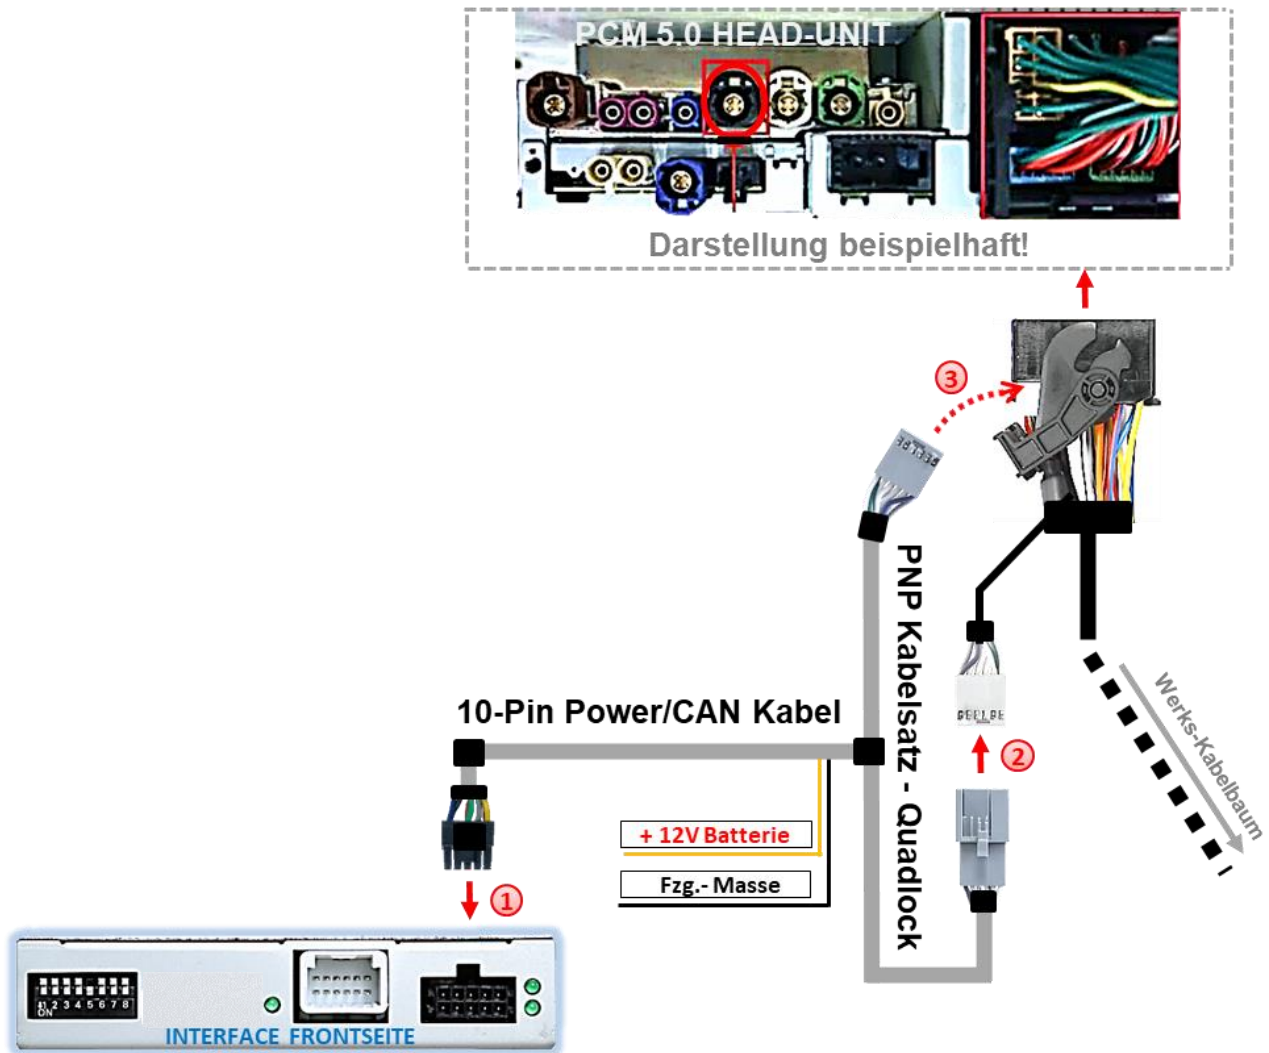 PCM 5.0 HEAD-UNIT
Darstellung beispielhaft!
3
PNP Kabelsatz - Quadlock
Werks-Kabelbaum
10-Pin Power/CAN Kabel
2
+ 12V Batterie
Fzg.- Masse
1
1 2 3 4 5 6 7 8
ON
INTERFACE FRONTSEITE